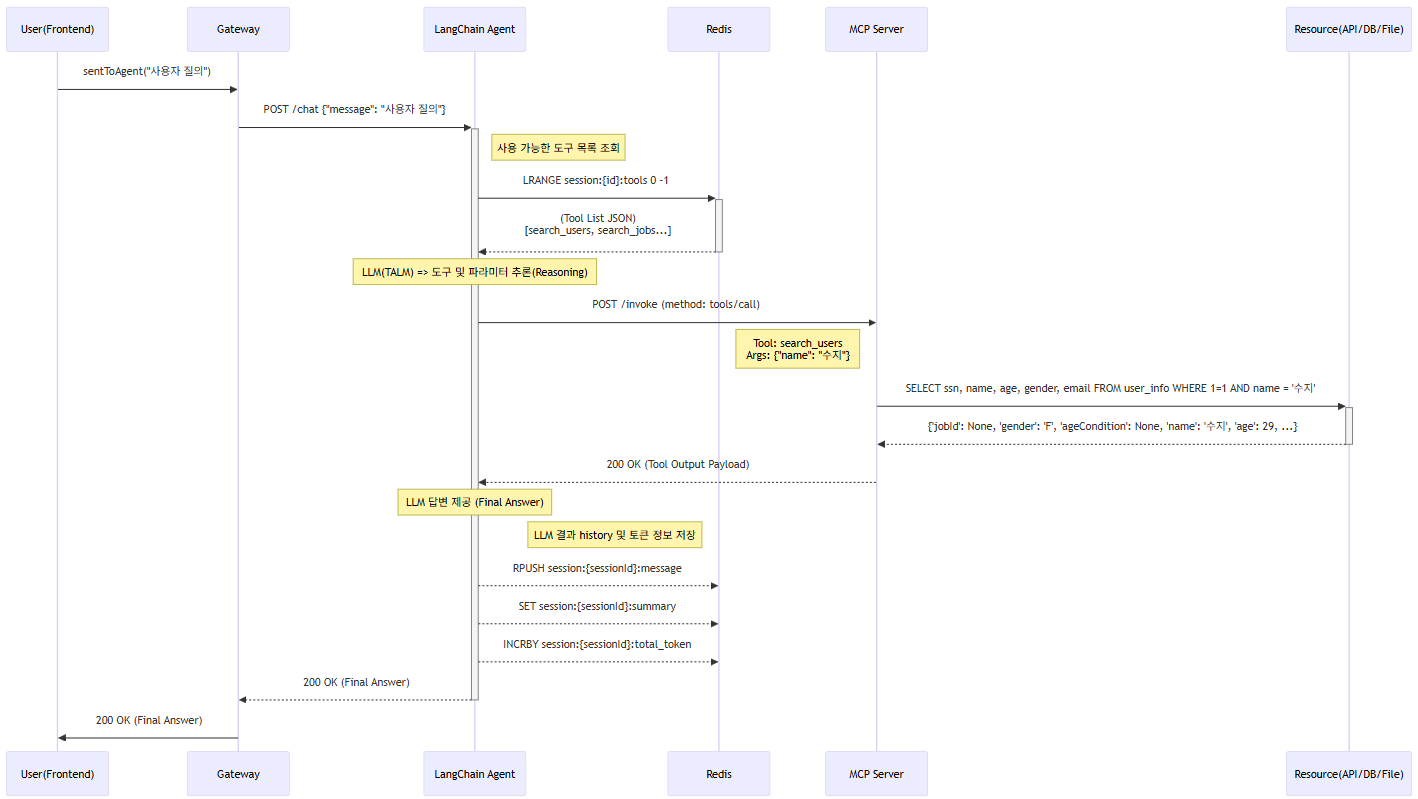 User(Frontend)
Gateway
LangChain Agent
Redis
MCP Server
Resource(API/DB/File)
sentToAgent("사용자 질의")
POST /chat {"message": "사용자 질의"}
사용 가능한 도구 목록 조회
LRANGE session:{id}:tools 0 -1
(Tool List JSON)
[search_users, search_jobs...]
LLM(TALM) => 도구 및 파라미터 추론(Reasoning)
POST /invoke (method: tools/call)
Tool: search_users
Args: {"name": "수지"}
SELECT ssn, name, age, gender, email FROM user_info WHERE 1=1 AND name = '수지'
{'jobId': None, 'gender': 'F', 'ageCondition': None, 'name': '수지', 'age': 29, ...}
200 OK (Tool Output Payload)
LLM 답변 제공 (Final Answer)
LLM 결과 history 및 토큰 정보 저장
RPUSH session:{sessionId}:message
SET session:{sessionId}:summary
INCRBY session:{sessionId}:total_token
200 OK (Final Answer)
200 OK (Final Answer)
User(Frontend)
Gateway
LangChain Agent
Redis
MCP Server
Resource(API/DB/File)